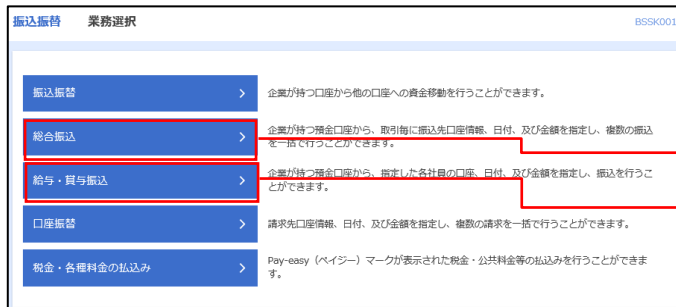 振込振替 業務選択 BSSK001
振込振替 企業が持つ口座から他の口座への資金移動を行うことができます。
総合振込 企業が持つ預金口座から、取引毎に振込先口座情報、日付、及び金額を指定し、複数の振込
を一括で行うことができます。
給与・賞与振込 企業が持つ預金口座から、指定した各社員の口座、日付、及び金額を指定し、振込を行うこ
とができます。
口座振替 請求先口座情報、日付、及び金額を指定し、複数の請求を一括で行うことができます。
税金・各種料金の払込み Pay-easy（ペイジー）マークが表示された税金・公共料金等の払込みを行うことができま
す。